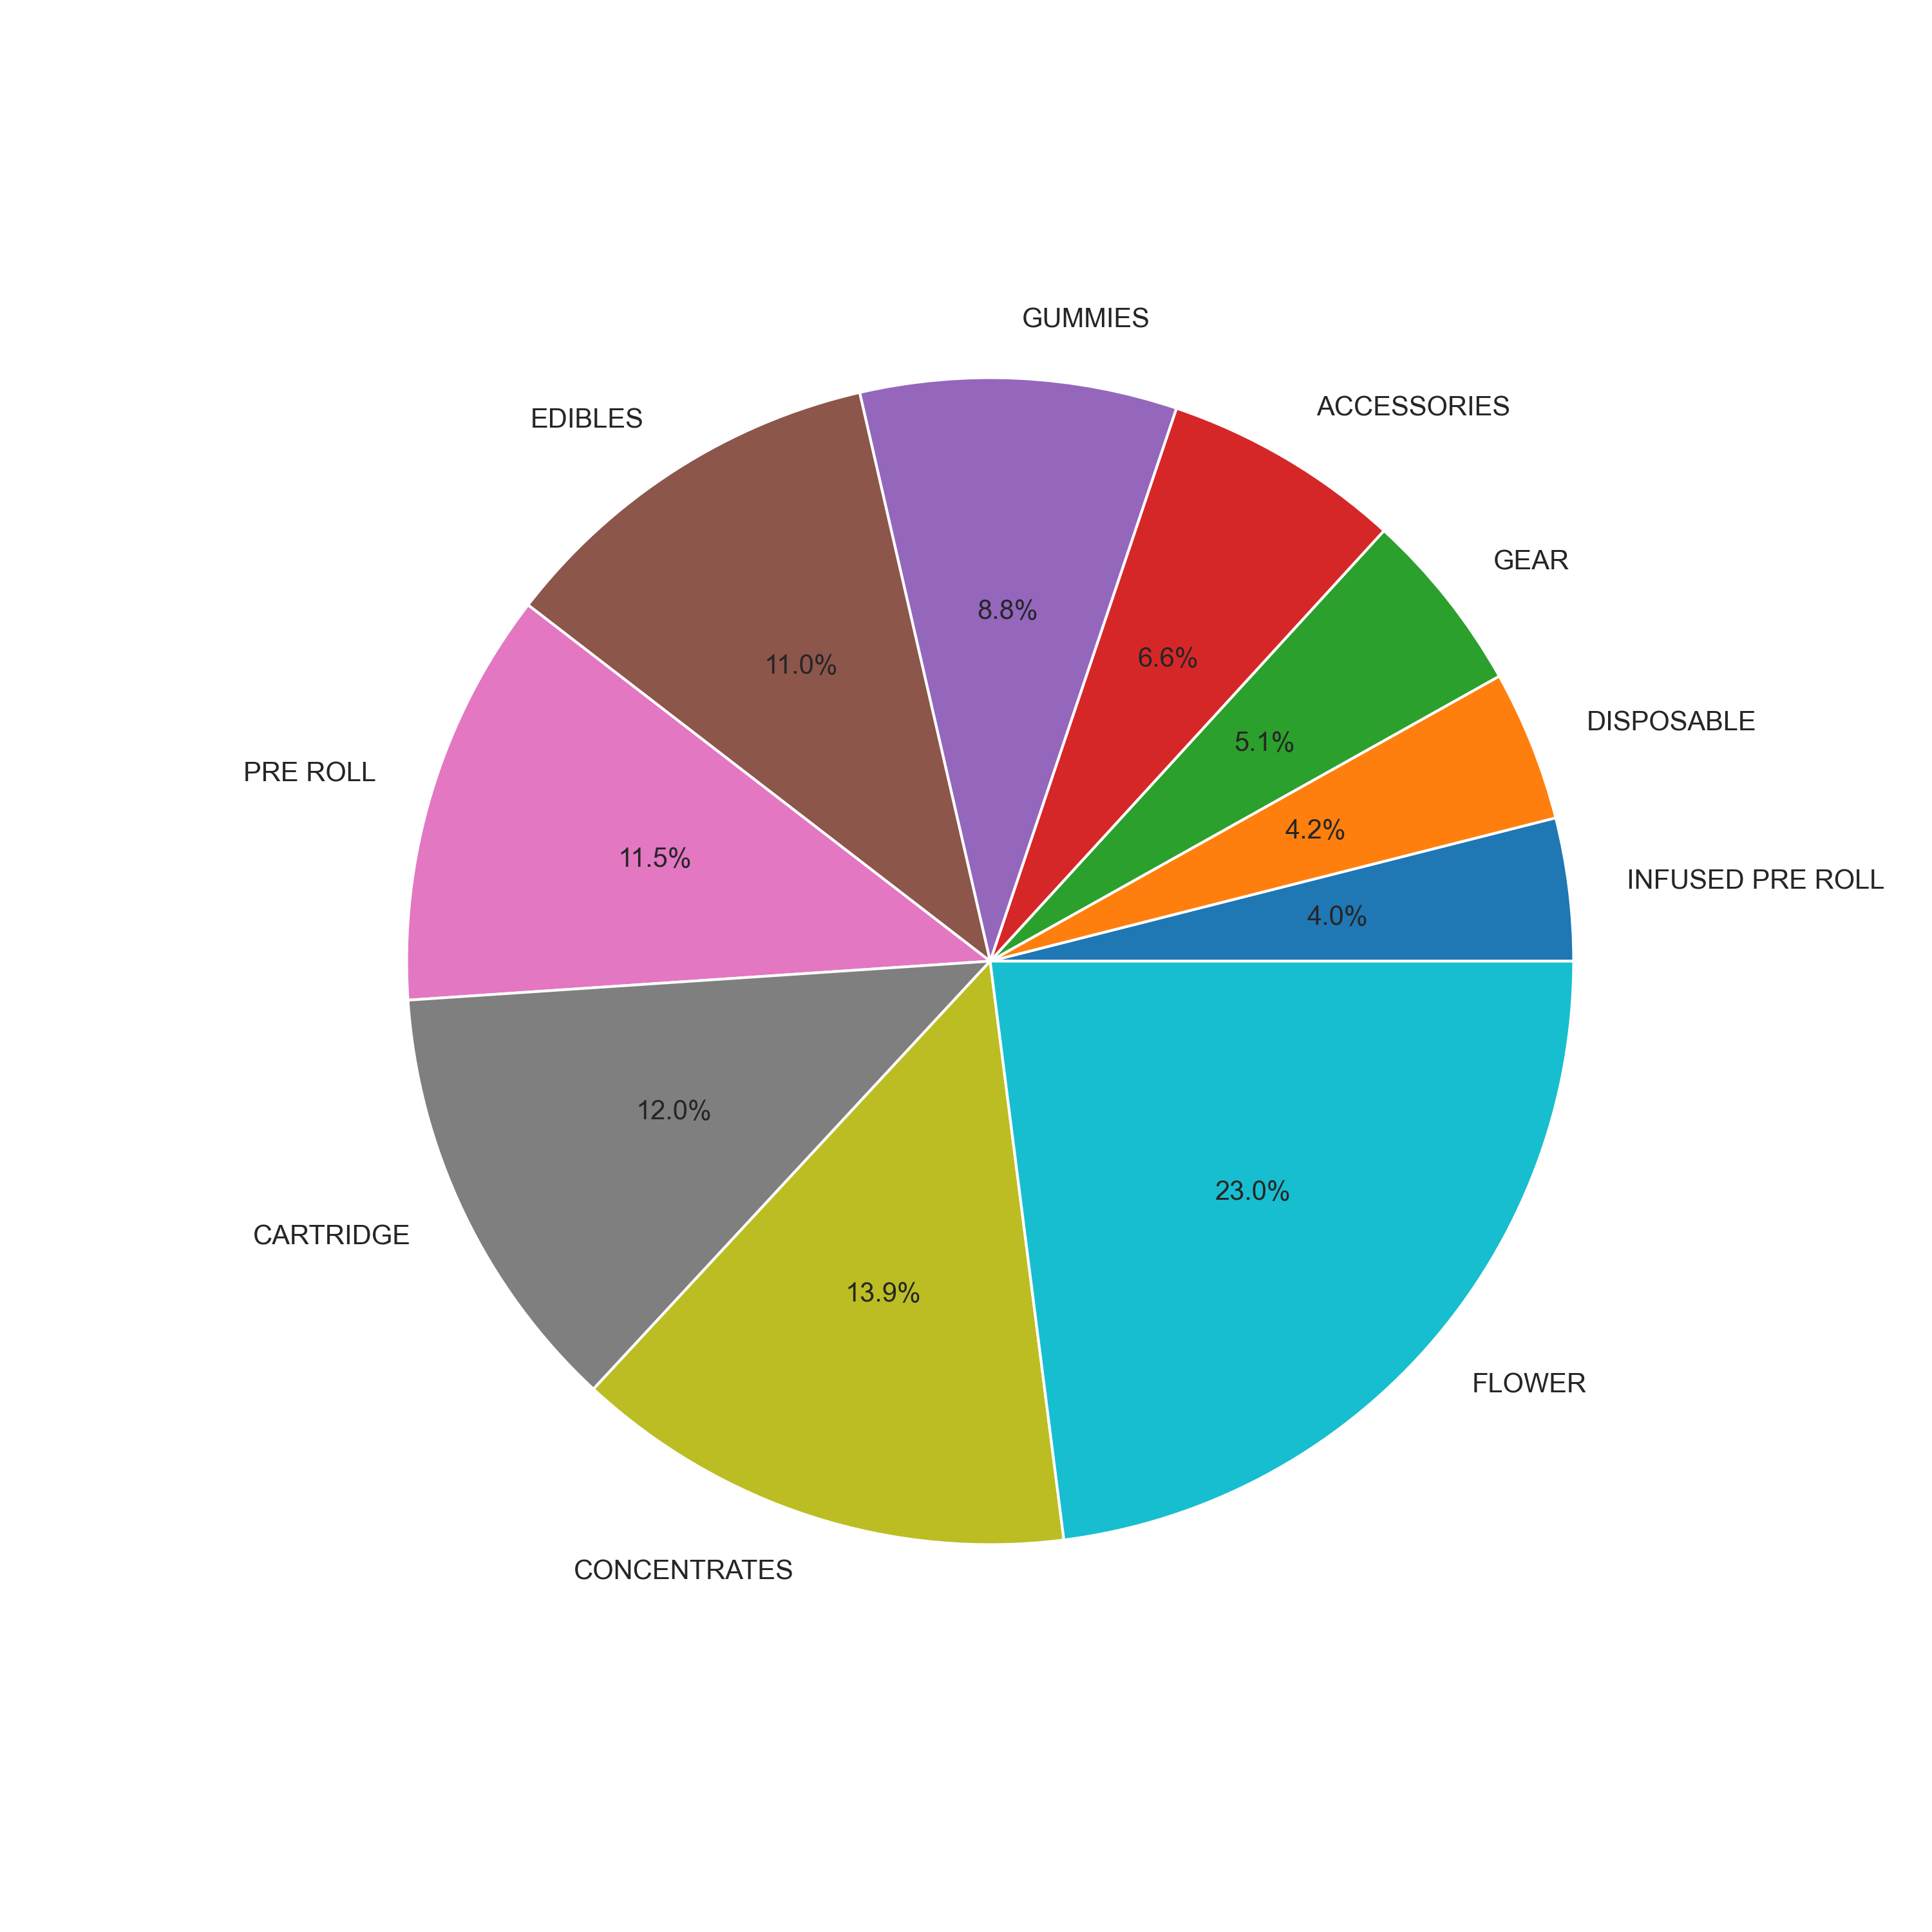 GUMMIES
ACCESSORIES
EDIBLES
GEAR
8.8%
6.6%
11.0%
DISPOSABLE
5.1%
PRE ROLL
4.2%
11.5%
INFUSED PRE ROLL
4.0%
12.0%
23.0%
CARTRIDGE
13.9%
FLOWER
CONCENTRATES